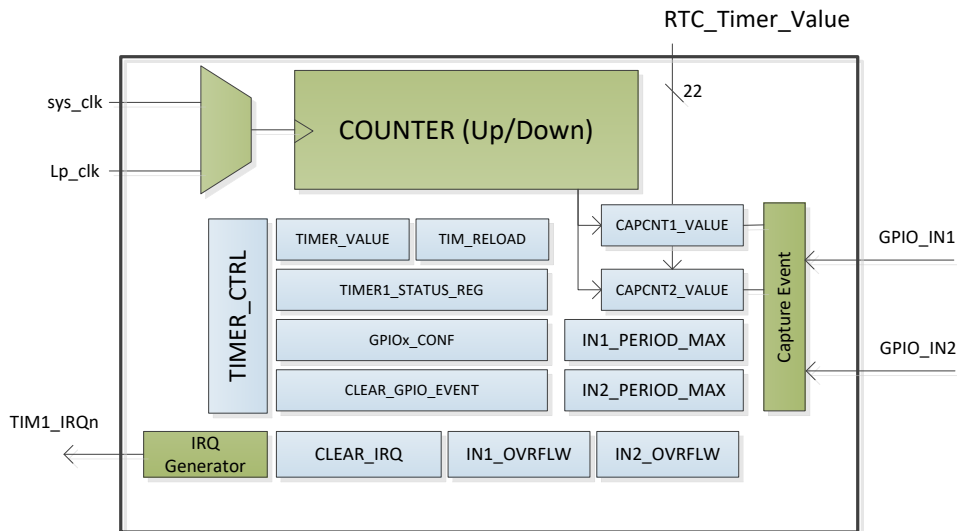 RTC_Timer_Value
22
sys_clk
COUNTER (Up/Down)
Lp_clk
TIMER_CTRL
TIMER_VALUE
TIM_RELOAD
CAPCNT1_VALUE
Capture Event
GPIO_IN1
TIMER1_STATUS_REG
CAPCNT2_VALUE
GPIOx_CONF
IN1_PERIOD_MAX
GPIO_IN2
CLEAR_GPIO_EVENT
IN2_PERIOD_MAX
TIM1_IRQn
IRQ
Generator
CLEAR_IRQ
IN1_OVRFLW
IN2_OVRFLW